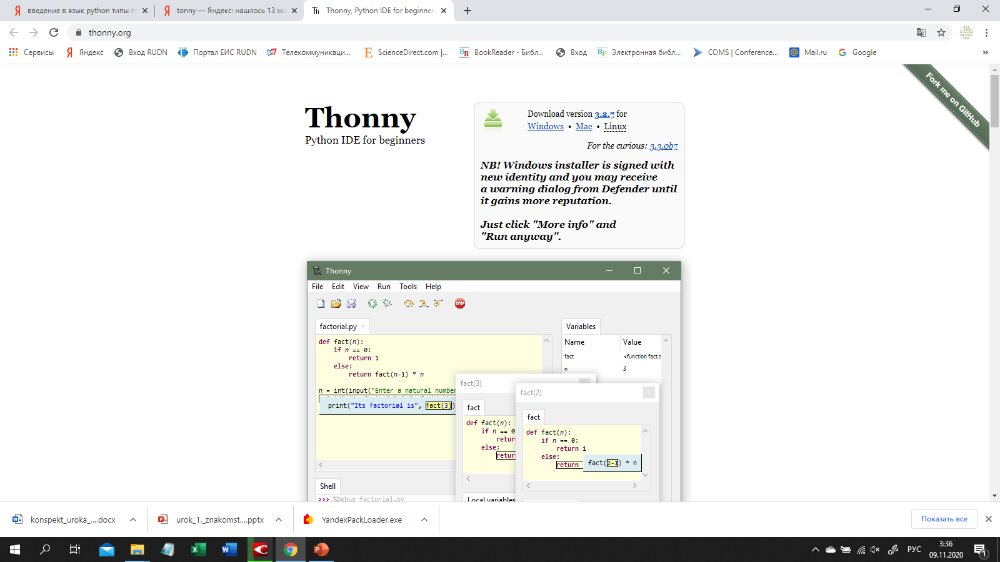 введение в язык python типы п
tonny — Яндекс: нашлось 13 мл
Thonny, Python IDE for beginner
thonny.org
Сервисы
Яндекс
Вход RUDN
Портал ЕИС RUDN
Телекоммуникаци...
ScienceDirect.com |...
BookReader - Библ...
Вход
Электронная библ...
COMS | Conference...
Mail.ru
Google
»
Fork me on GitHub
Thonny
Python IDE for beginners
Download version 3.2.7 for
Windows • Mac • Linux
For the curious: 3.3.0b7
NB! Windows installer is signed with
new identity and you may receive
a warning dialog from Defender until
it gains more reputation.
Just click "More info" and
"Run anyway".
Thonny
File Edit View Run Tools Help
STOP
factorial.py
def fact(n):
if n == 0:
return 1
else:
return fact(n-1) * n
n = int(input("Enter a natural number
print("Its factorial is", fact(3))
Variables
Name Value
fact <function fact a
n 3
fact(3)
fact
def fact(n):
if n == 0
retur
else:
return
fact(2)
fact
def fact(n):
if n == 0:
return 1
else:
return
fact(2-1) * n
Shell
>>> %Debug factorial.py
Local variables
konspekt_uroka_....docx
urok_1._znakomst....pptx
YandexPackLoader.exe
Показать все
РУС
3:36
09.11.2020
1